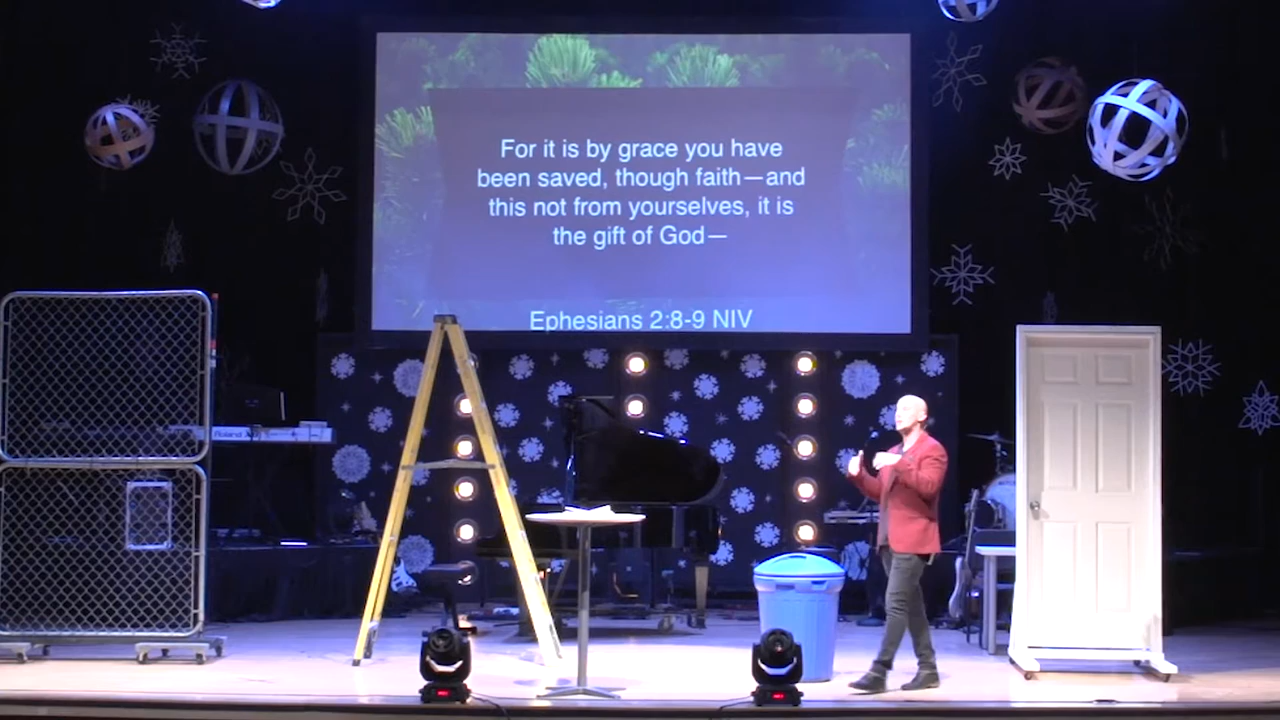 For it is by grace you have
been saved, though faith—and
this not from yourselves, it is
the gift of God—
Ephesians 2:8-9 NIV
Roland